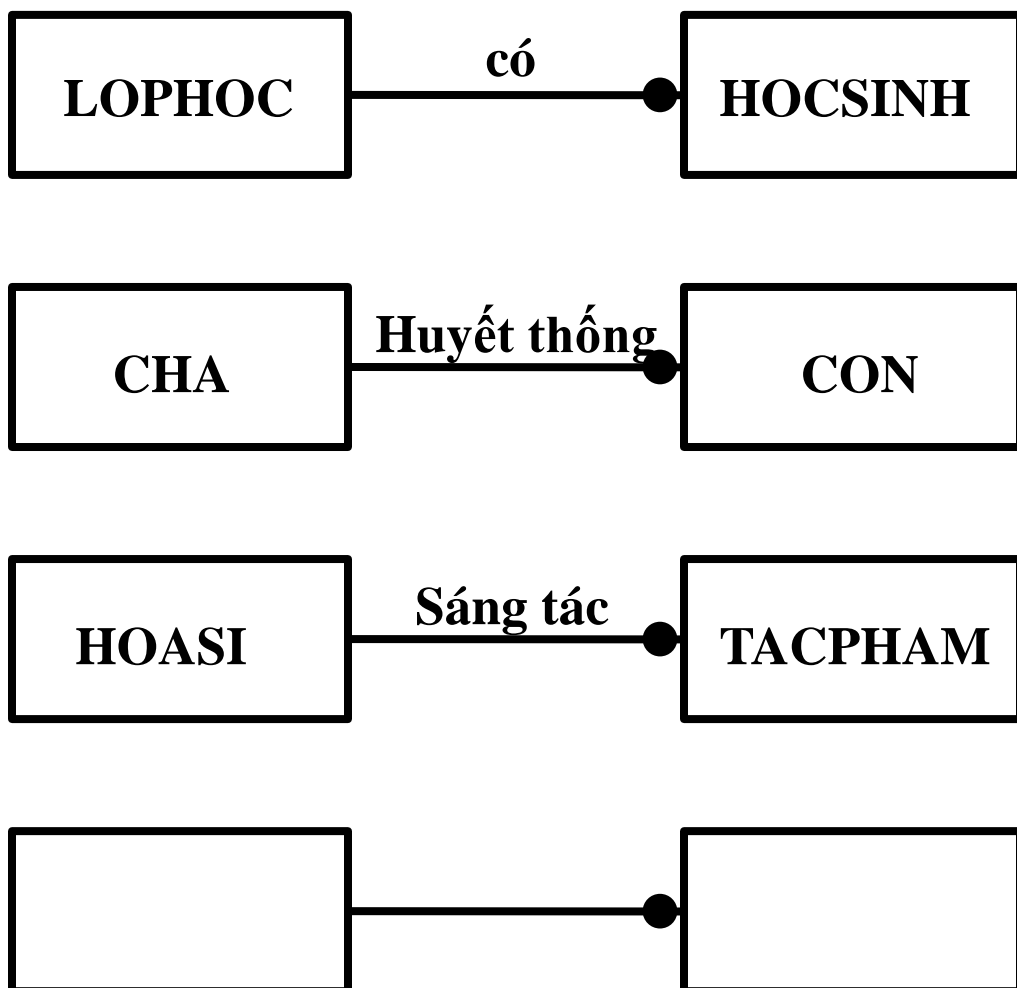 có
LOPHOC
HOCSINH
Huyết thống
CHA
CON
Sáng tác
HOASI
TACPHAM